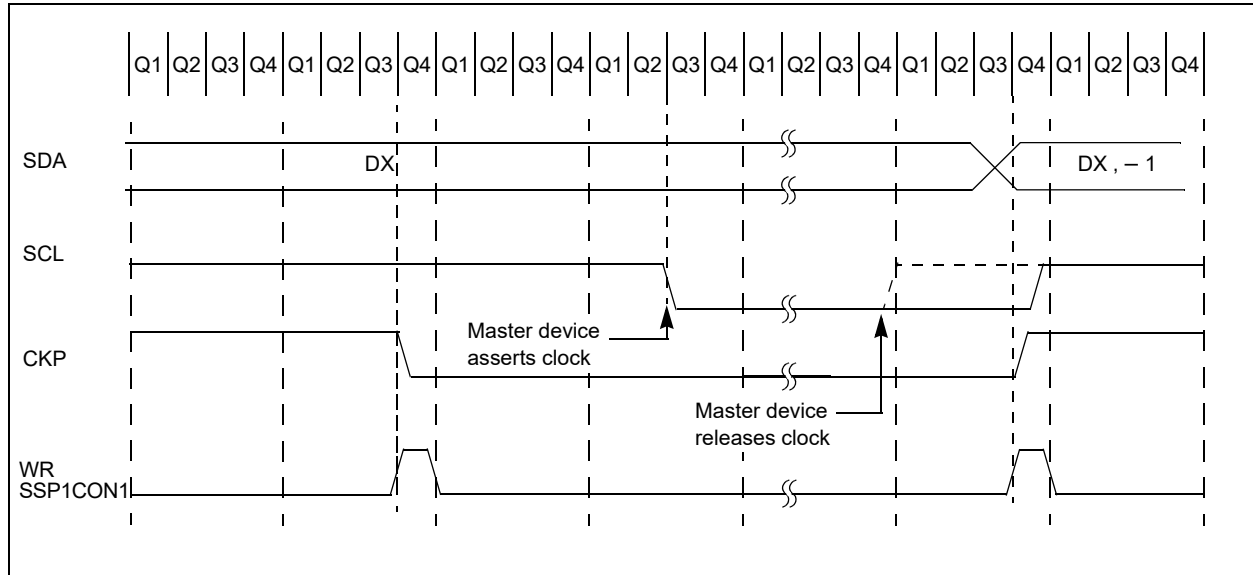 Q1 Q2 Q3 Q4 Q1 Q2 Q3 Q4 Q1 Q2 Q3 Q4 Q1 Q2 Q3 Q4 Q1 Q2 Q3 Q4 Q1 Q2 Q3 Q4 Q1 Q2 Q3 Q4
SDA
DX
DX , – 1
SCL
Master device
asserts clock
CKP
Master device
releases clock
WR
SSP1CON1